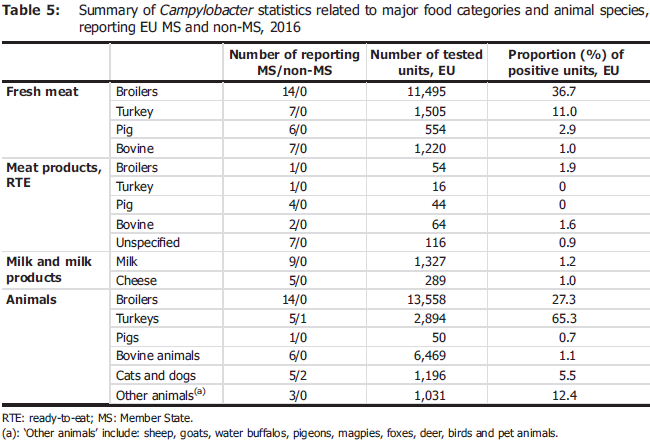 Table 5: Summary of Campylobacter statistics related to major food categories and animal species,
reporting EU MS and non-MS, 2016
Number of reporting Number of tested Proportion (%) of
MS/non-MS units, EU positive units, EU
Fresh meat Broilers 14/0 11,495 36.7
Turkey 7/0 1,505 11.0
Pig 6/0 554 2.9
Bovine 7/0 1,220 1.0
Meat products, Broilers 1/0 54 1.9
RTE Turkey 1/0 16 0
Pig 4/0 44 0
Bovine 2/0 64 1.6
Unspecified 7/0 116 0.9
Milk and milk Milk 9/0 1,327 1.2
products Cheese 5/0 289 1.0
Animals Broilers 14/0 13,558 27.3
Turkeys 5/1 2,894 65.3
Pigs 1/0 50 0.7
Bovine animals 6/0 6,469 1.1
Cats and dogs 5/2 1,196 5.5
Other animals(a) 3/0 1,031 12.4
RTE: ready-to-eat; MS: Member State.
(a): 'Other animals' include: sheep, goats, water buffalos, pigeons, magpies, foxes, deer, birds and pet animals.